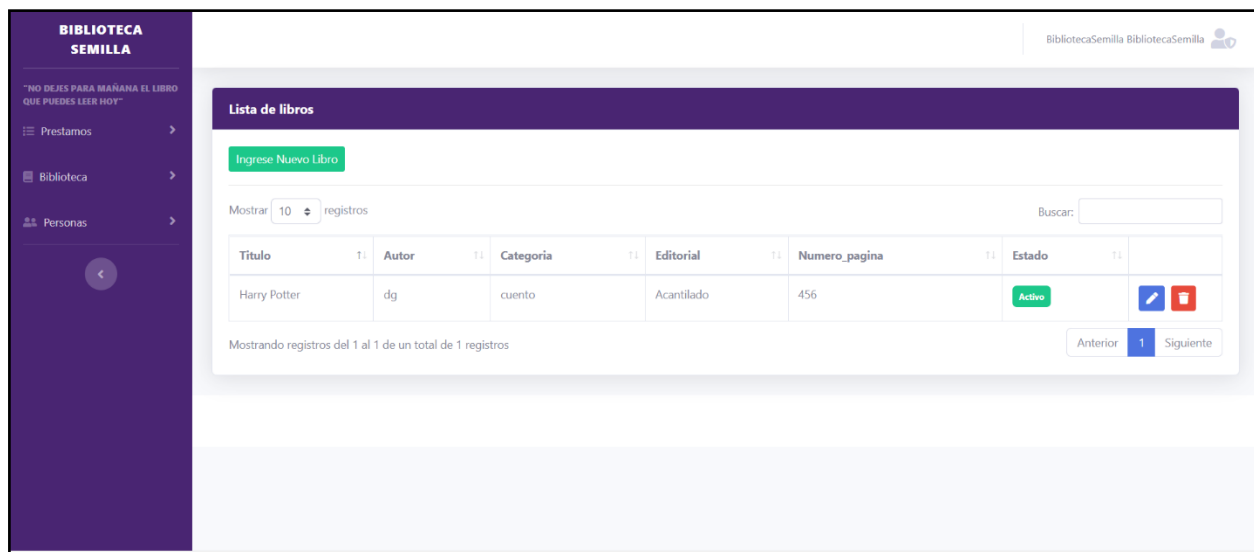 BIBLIOTECA
SEMILLA
BibliotecaSemilla BibliotecaSemilla
"NO DEJES PARA MAÑANA EL LIBRO
QUE PUEDES LEER HOY"
Prestamos
Biblioteca
Personas
Lista de libros
Ingrese Nuevo Libro
Mostrar 10 registros
Buscar:
Titulo Autor Categoria Editorial Numero_pagina Estado
Harry Potter dg cuento Acantilado 456 Activo
Mostrando registros del 1 al 1 de un total de 1 registros
Anterior 1 Siguiente